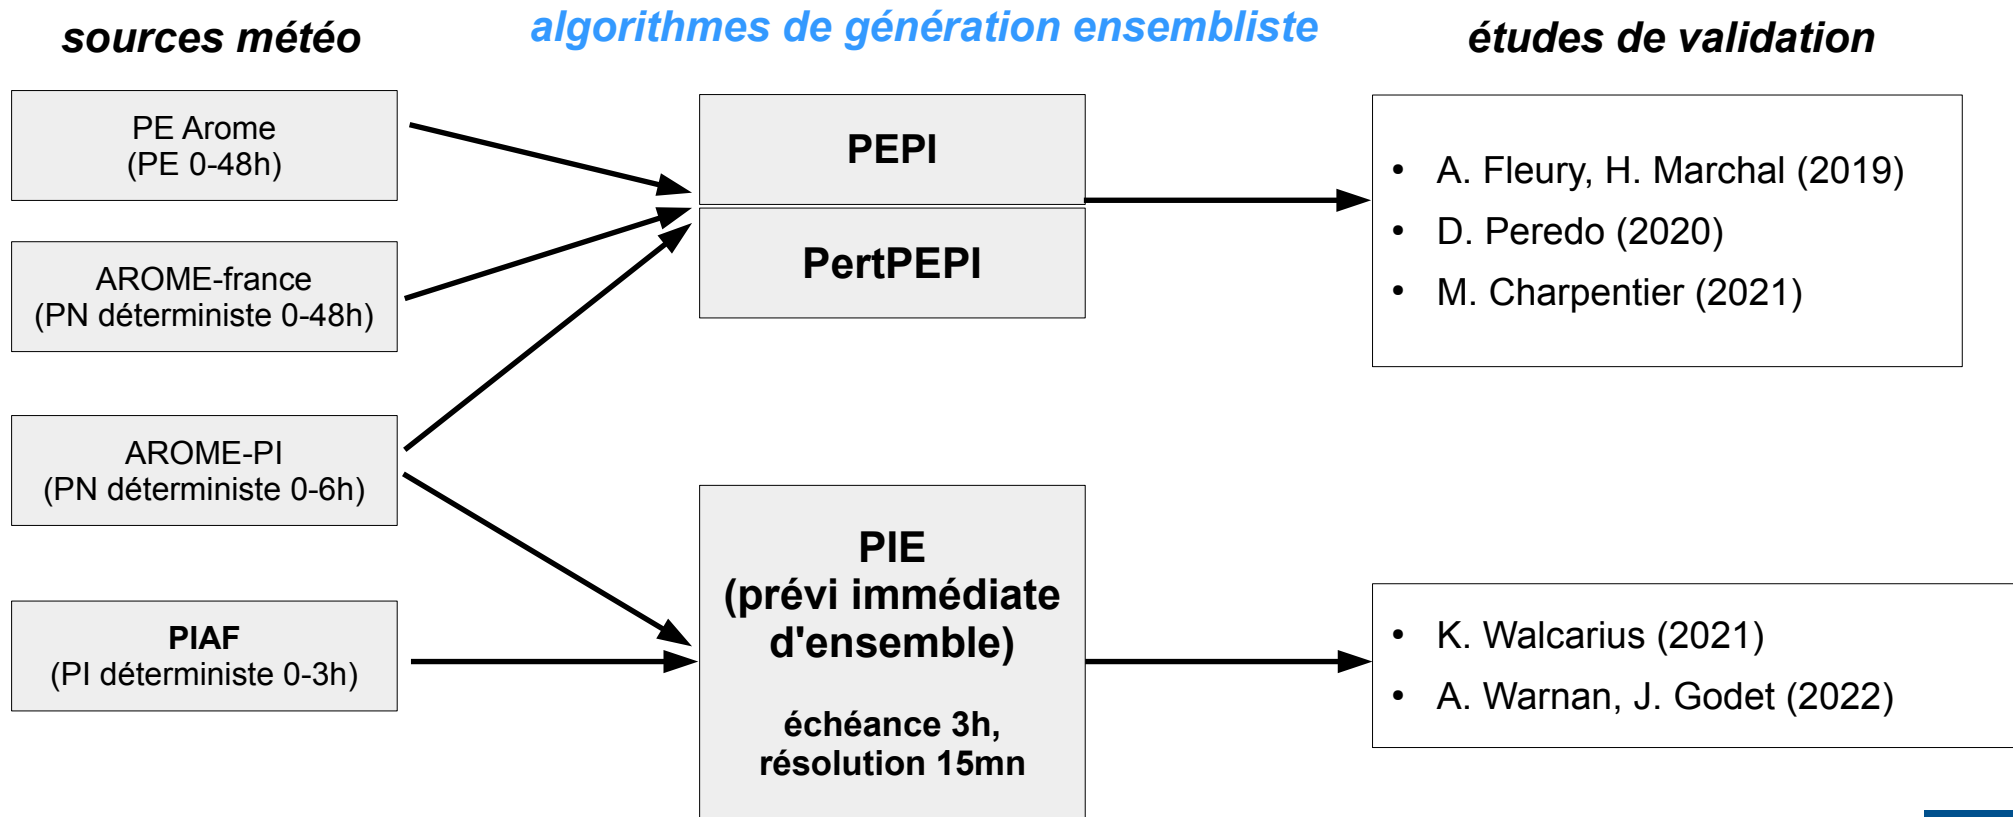 sources météo
algorithmes de génération ensembliste
études de validation
PE Arome
(PE 0-48h)
AROME-france
(PN déterministe 0-48h)
AROME-PI
(PN déterministe 0-6h)
PIAF
(PI déterministe 0-3h)
PEPI
PertPEPI
PIE
(prévi immédiate
d'ensemble)
échéance 3h,
résolution 15mn
• A. Fleury, H. Marchal (2019)
• D. Peredo (2020)
• M. Charpentier (2021)
• K. Walcarius (2021)
• A. Warnan, J. Godet (2022)